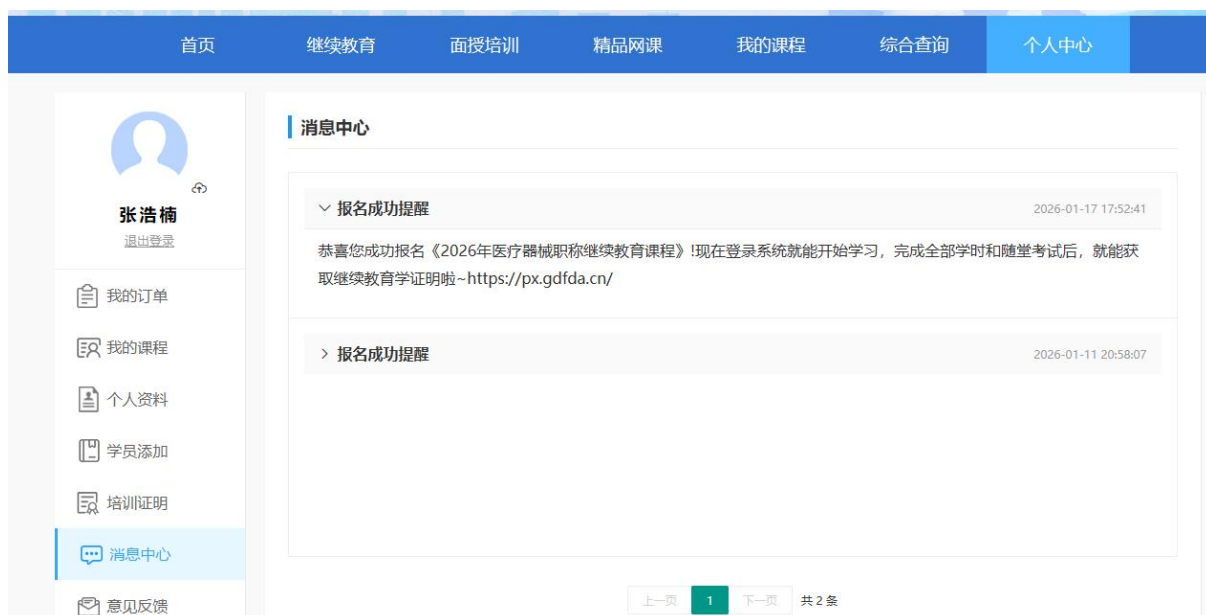 首页 继续教育 面授培训 精品网课 我的课程 综合查询 个人中心
张浩楠
退出登录
我的订单
我的课程
个人资料
学员添加
培训证明
消息中心
意见反馈
消息中心
报名成功提醒 2026-01-17 17:52:41
恭喜您成功报名《2026年医疗器械职称继续教育课程》!现在登录系统就能开始学习，完成全部学时和随堂考试后，就能获
取继续教育学证明啦~https://px.gdfda.cn/
报名成功提醒 2026-01-11 20:58:07
上一页 1 下一页 共 2 条